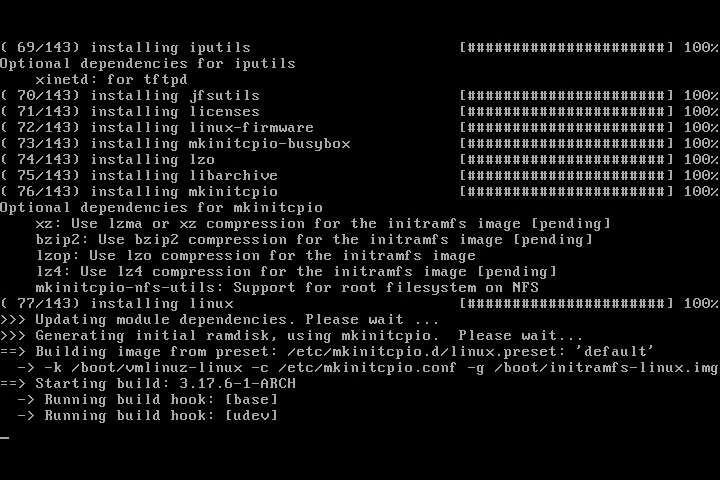 ( 69/143) installing iputils                        [######################] 100%
Optional dependencies for iputils
    xinetd: for tftpd
( 70/143) installing jfsutils                       [######################] 100%
( 71/143) installing licenses                       [######################] 100%
( 72/143) installing linux-firmware                 [######################] 100%
( 73/143) installing mkinitcpio-busybox             [######################] 100%
( 74/143) installing lzo                            [######################] 100%
( 75/143) installing libarchive                     [######################] 100%
( 76/143) installing mkinitcpio                     [######################] 100%
Optional dependencies for mkinitcpio
    xz: Use lzma or xz compression for the initramfs image [pending]
    bzip2: Use bzip2 compression for the initramfs image [pending]
    lzop: Use lzo compression for the initramfs image
    lz4: Use lz4 compression for the initramfs image [pending]
    mkinitcpio-nfs-utils: Support for root filesystem on NFS
( 77/143) installing linux                          [######################] 100%
>>> Updating module dependencies. Please wait ...
>>> Generating initial ramdisk, using mkinitcpio.  Please wait...
==> Building image from preset: /etc/mkinitcpio.d/linux.preset: 'default'
  -> -k /boot/vmlinuz-linux -c /etc/mkinitcpio.conf -g /boot/initramfs-linux.img
==> Starting build: 3.17.6-1-ARCH
  -> Running build hook: [base]
  -> Running build hook: [udev]